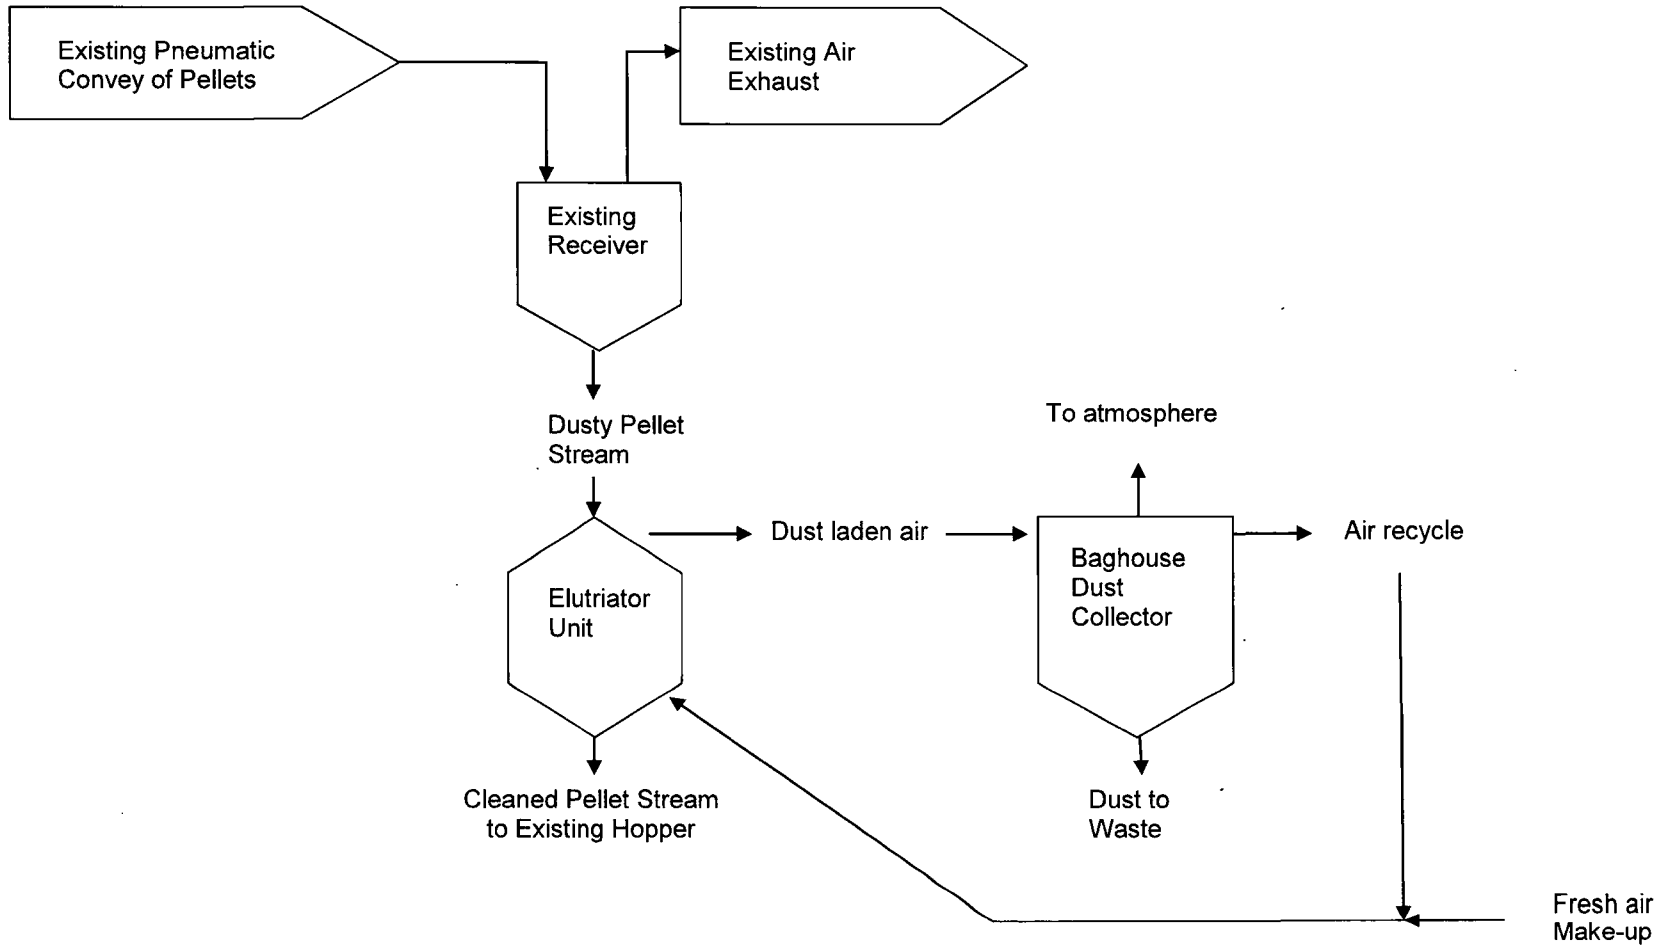 Existing Pneumatic
Convey of Pellets
Existing Air
Exhaust
Existing
Receiver
Dusty Pellet
Stream
To atmosphere
Dust laden air
Air recycle
Baghouse
Dust
Collector
Elutriator
Unit
Cleaned Pellet Stream
to Existing Hopper
Dust to
Waste
Fresh air
Make-up